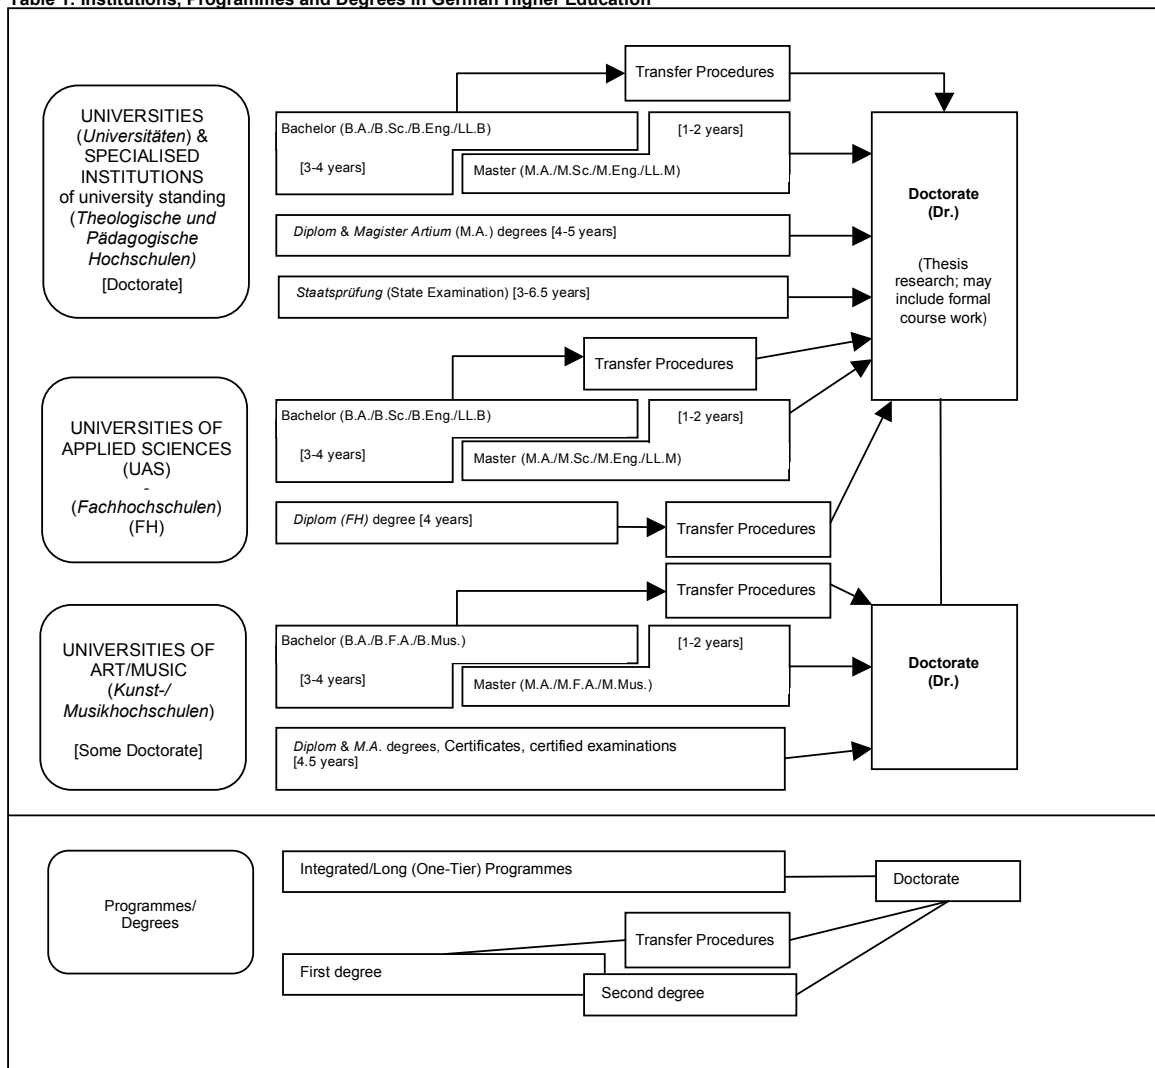 Table 1: Institutions, Programmes and Degrees in German Higher Education
Transfer Procedures
UNIVERSITIES
(Universitäten) &
SPECIALISED
INSTITUTIONS
of university standing
(Theologische und
Pädagogische
Hochschulen)
[Doctorate]
Bachelor (B.A./B.Sc./B.Eng./LL.B)
[3-4 years]
[1-2 years]
Master (M.A./M.Sc./M.Eng./LL.M)
Diplom & Magister Artium (M.A.) degrees [4-5 years]
Staatsprüfung (State Examination) [3-6.5 years]
Doctorate
(Dr.)
(Thesis
research; may
include formal
course work)
Transfer Procedures
UNIVERSITIES OF
APPLIED SCIENCES
(UAS)
-
(Fachhochschulen)
(FH)
Bachelor (B.A./B.Sc./B.Eng./LL.B)
[3-4 years]
[1-2 years]
Master (M.A./M.Sc./M.Eng./LL.M)
Diplom (FH) degree [4 years]
Transfer Procedures
Transfer Procedures
UNIVERSITIES OF
ART/MUSIC
(Kunst-/
Musikhochschulen)
[Some Doctorate]
Bachelor (B.A./B.F.A./B.Mus.)
[3-4 years]
[1-2 years]
Master (M.A./M.F.A./M.Mus.)
Diplom & M.A. degrees, Certificates, certified examinations
[4.5 years]
Doctorate
(Dr.)
Programmes/
Degrees
Integrated/Long (One-Tier) Programmes
Doctorate
Transfer Procedures
First degree
Second degree